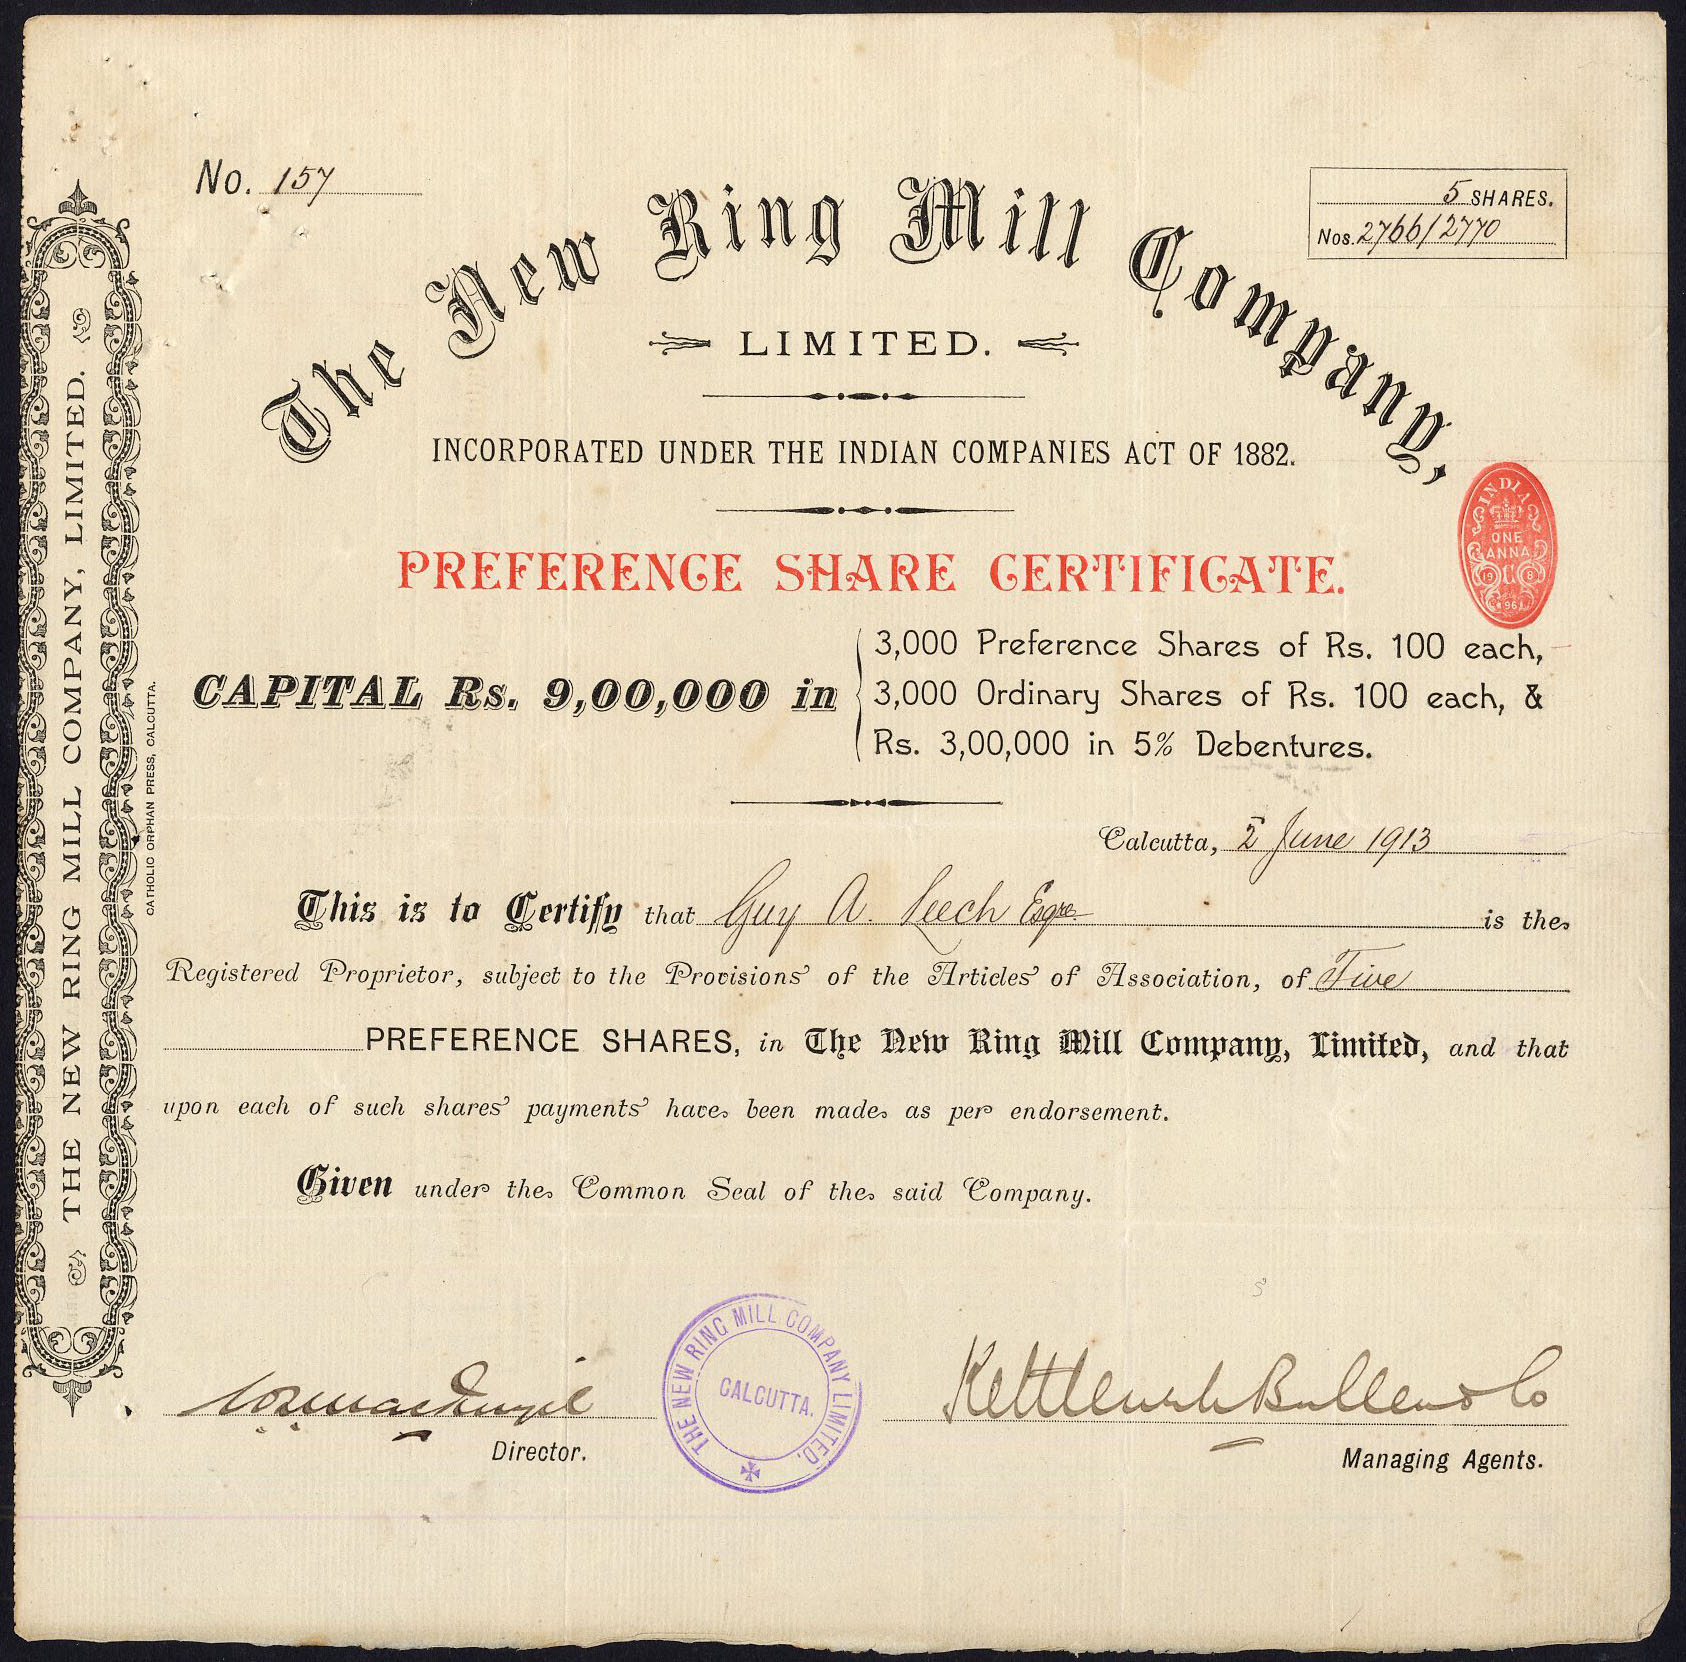 No. 157
5 SHARES.
Nos. 2766/2770
The New Ring Mill Company,
LIMITED.
INCORPORATED UNDER THE INDIAN COMPANIES ACT OF 1882.
INDIA
ONE
ANNA
PREFERENCE SHARE CERTIFICATE.
CAPITAL Rs. 9,00,000 in
3,000 Preference Shares of Rs. 100 each,
3,000 Ordinary Shares of Rs. 100 each, &
Rs. 3,00,000 in 5% Debentures.
Calcutta, 2 June 1913
This is to Certify that Guy A. Leech Esqre is the
Registered Proprietor, subject to the Provisions of the Articles of Association, of Five
PREFERENCE SHARES, in The New Ring Mill Company, Limited, and that
upon each of such shares payments have been made as per endorsement.
Given under the Common Seal of the said Company.
THE NEW RING MILL COMPANY LIMITED.
CALCUTTA.
Director.
Kettlewell Bullen & Co
Managing Agents.
THE NEW RING MILL COMPANY, LIMITED.
CATHOLIC ORPHAN PRESS, CALCUTTA.